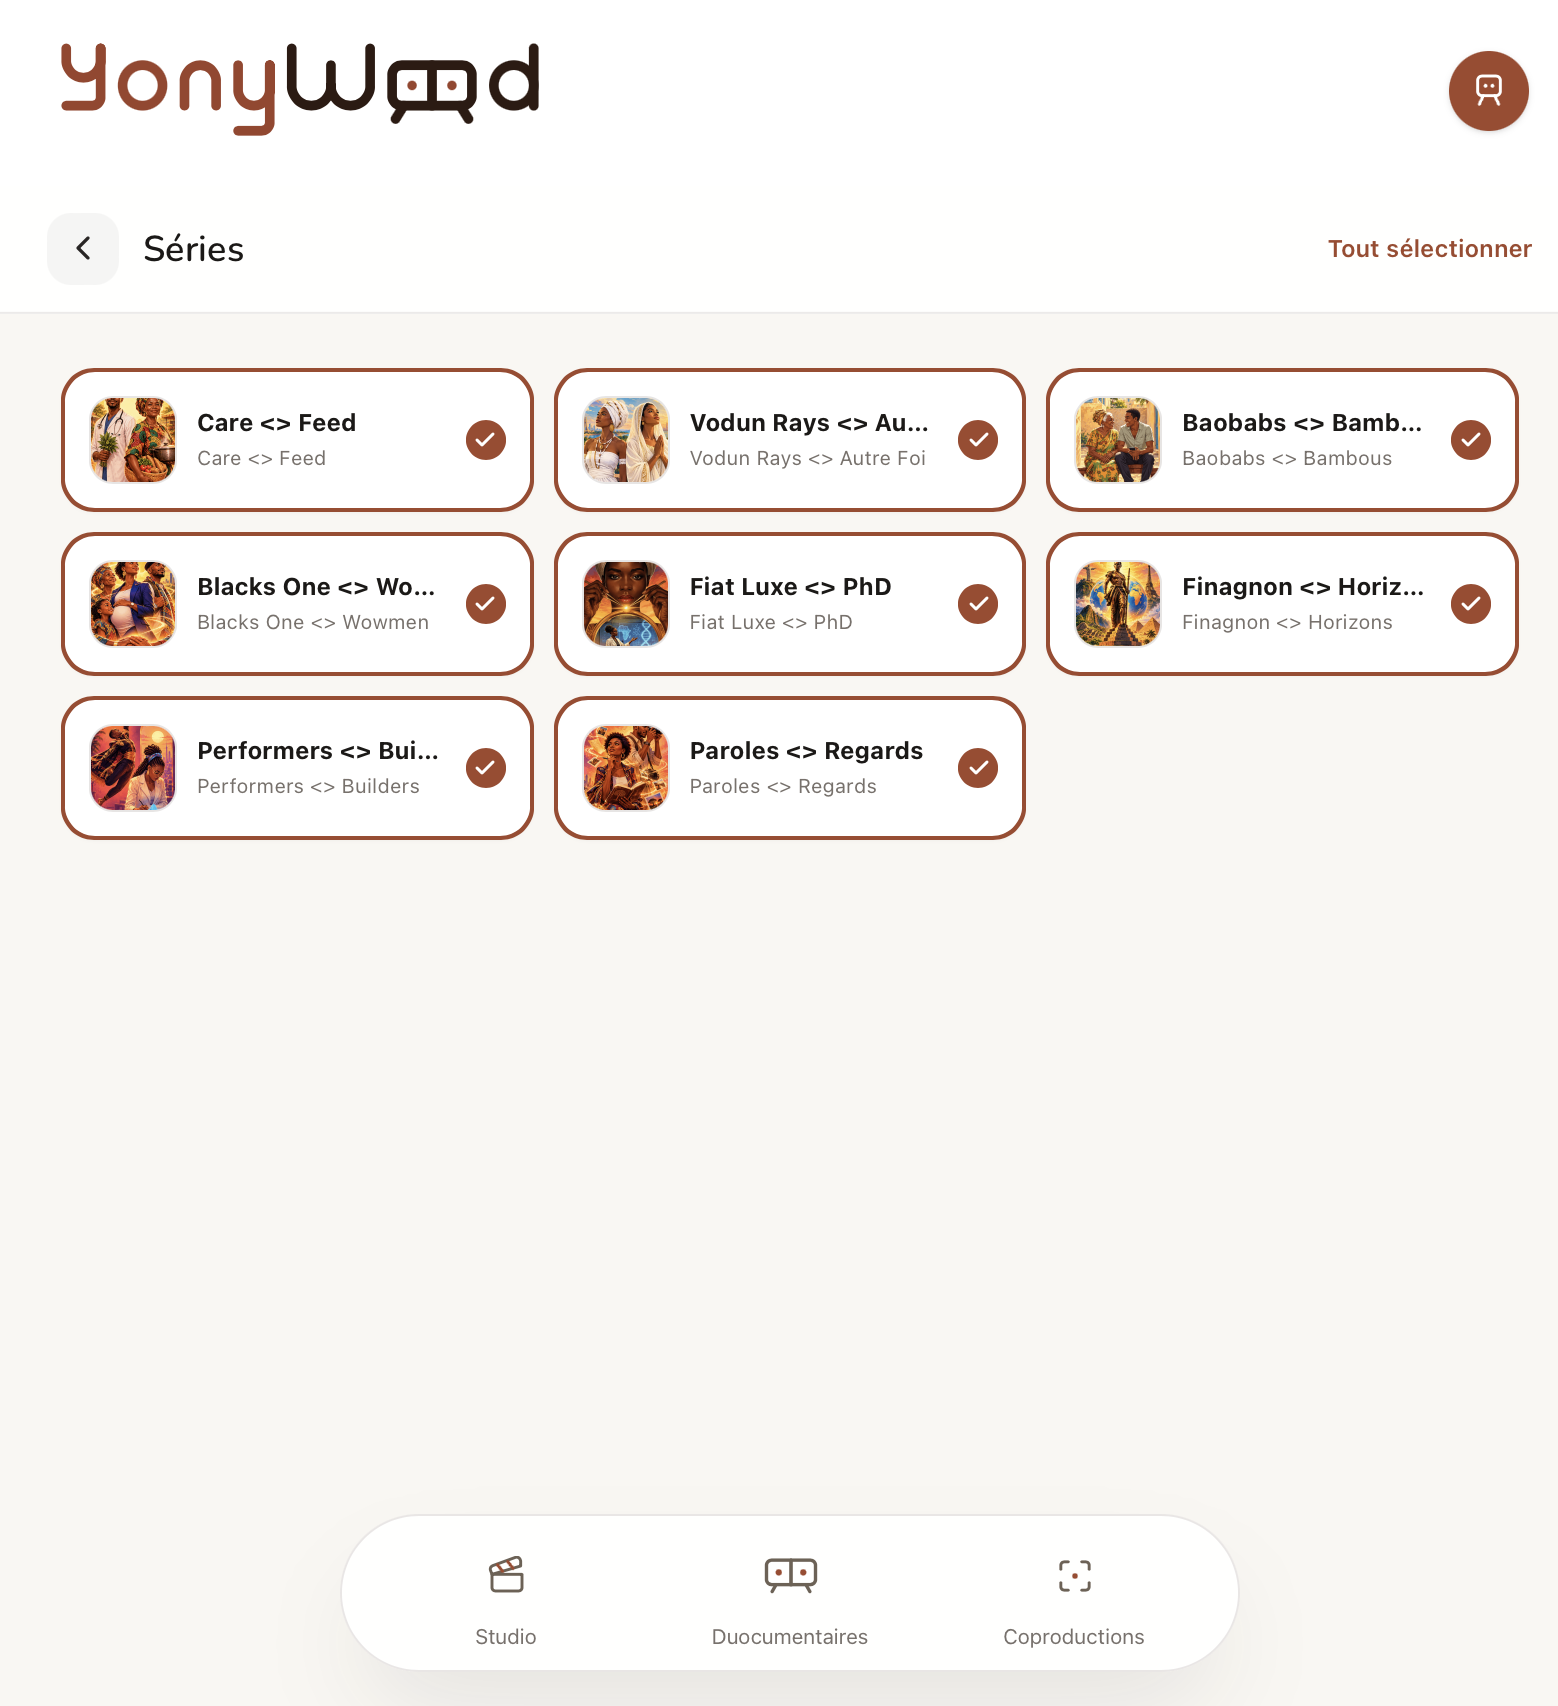 YonyWood
Séries
Tout sélectionner
Care <> Feed
Care <> Feed
Vodun Rays <> Au...
Vodun Rays <> Autre Foi
Baobabs <> Bamb...
Baobabs <> Bambous
Blacks One <> Wo...
Blacks One <> Wowmen
Fiat Luxe <> PhD
Fiat Luxe <> PhD
Finagnon <> Horiz...
Finagnon <> Horizons
Performers <> Bui...
Performers <> Builders
Paroles <> Regards
Paroles <> Regards
Studio
Duocumentaires
Coproductions